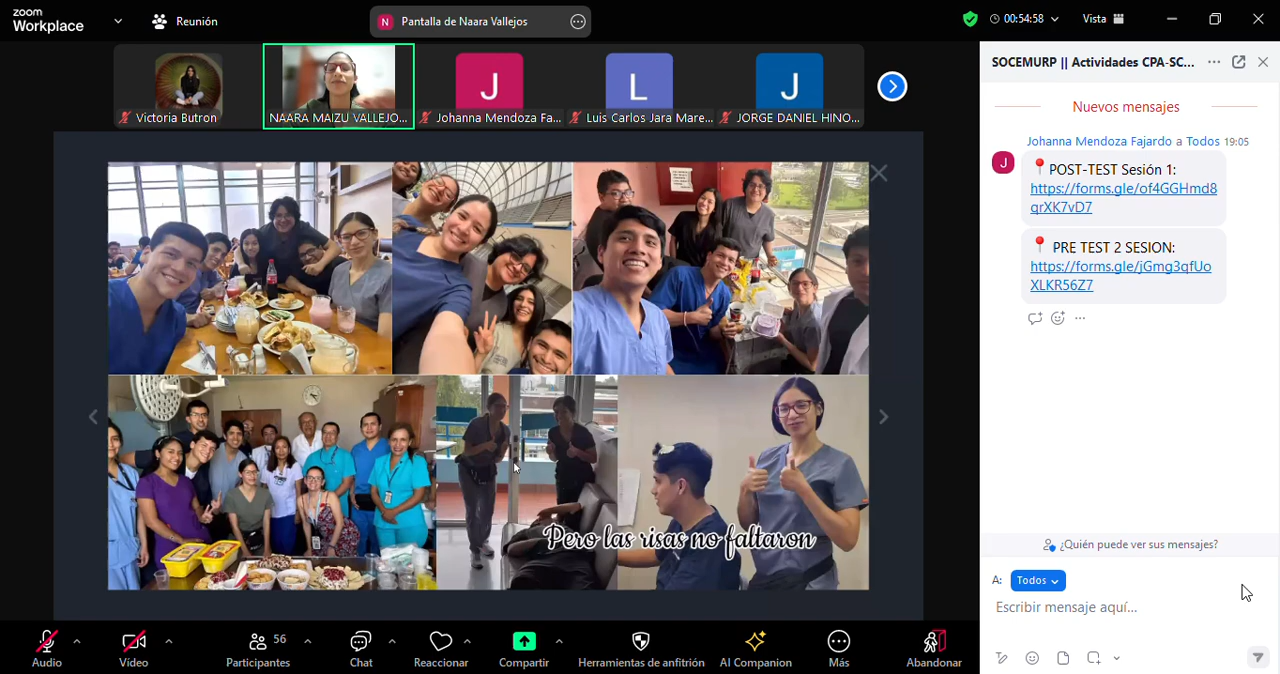 zoom
Workplace
Reunión
N Pantalla de Naara Vallejos
00:54:58
Vista
Victoria Butron
NAARA MAIZU VALLEJO...
J
Johanna Mendoza Fa...
L
Luis Carlos Jara Mare...
J
JORGE DANIEL HINO...
Pero las risas no faltaron
SOCEMURP || Actividades CPA-SC...
Nuevos mensajes
Johanna Mendoza Fajardo a Todos 19:05
J
📍POST-TEST Sesión 1:
https://forms.gle/of4GGHmd8
qrXK7vD7
📍 PRE TEST 2 SESION:
https://forms.gle/jGmg3qfUo
XLKR56Z7
¿Quién puede ver sus mensajes?
A: Todos
Escribir mensaje aquí...
Audio
Vídeo
56
Participantes
Chat
Reaccionar
Compartir
Herramientas de anfitrión
AI Companion
Más
Abandonar